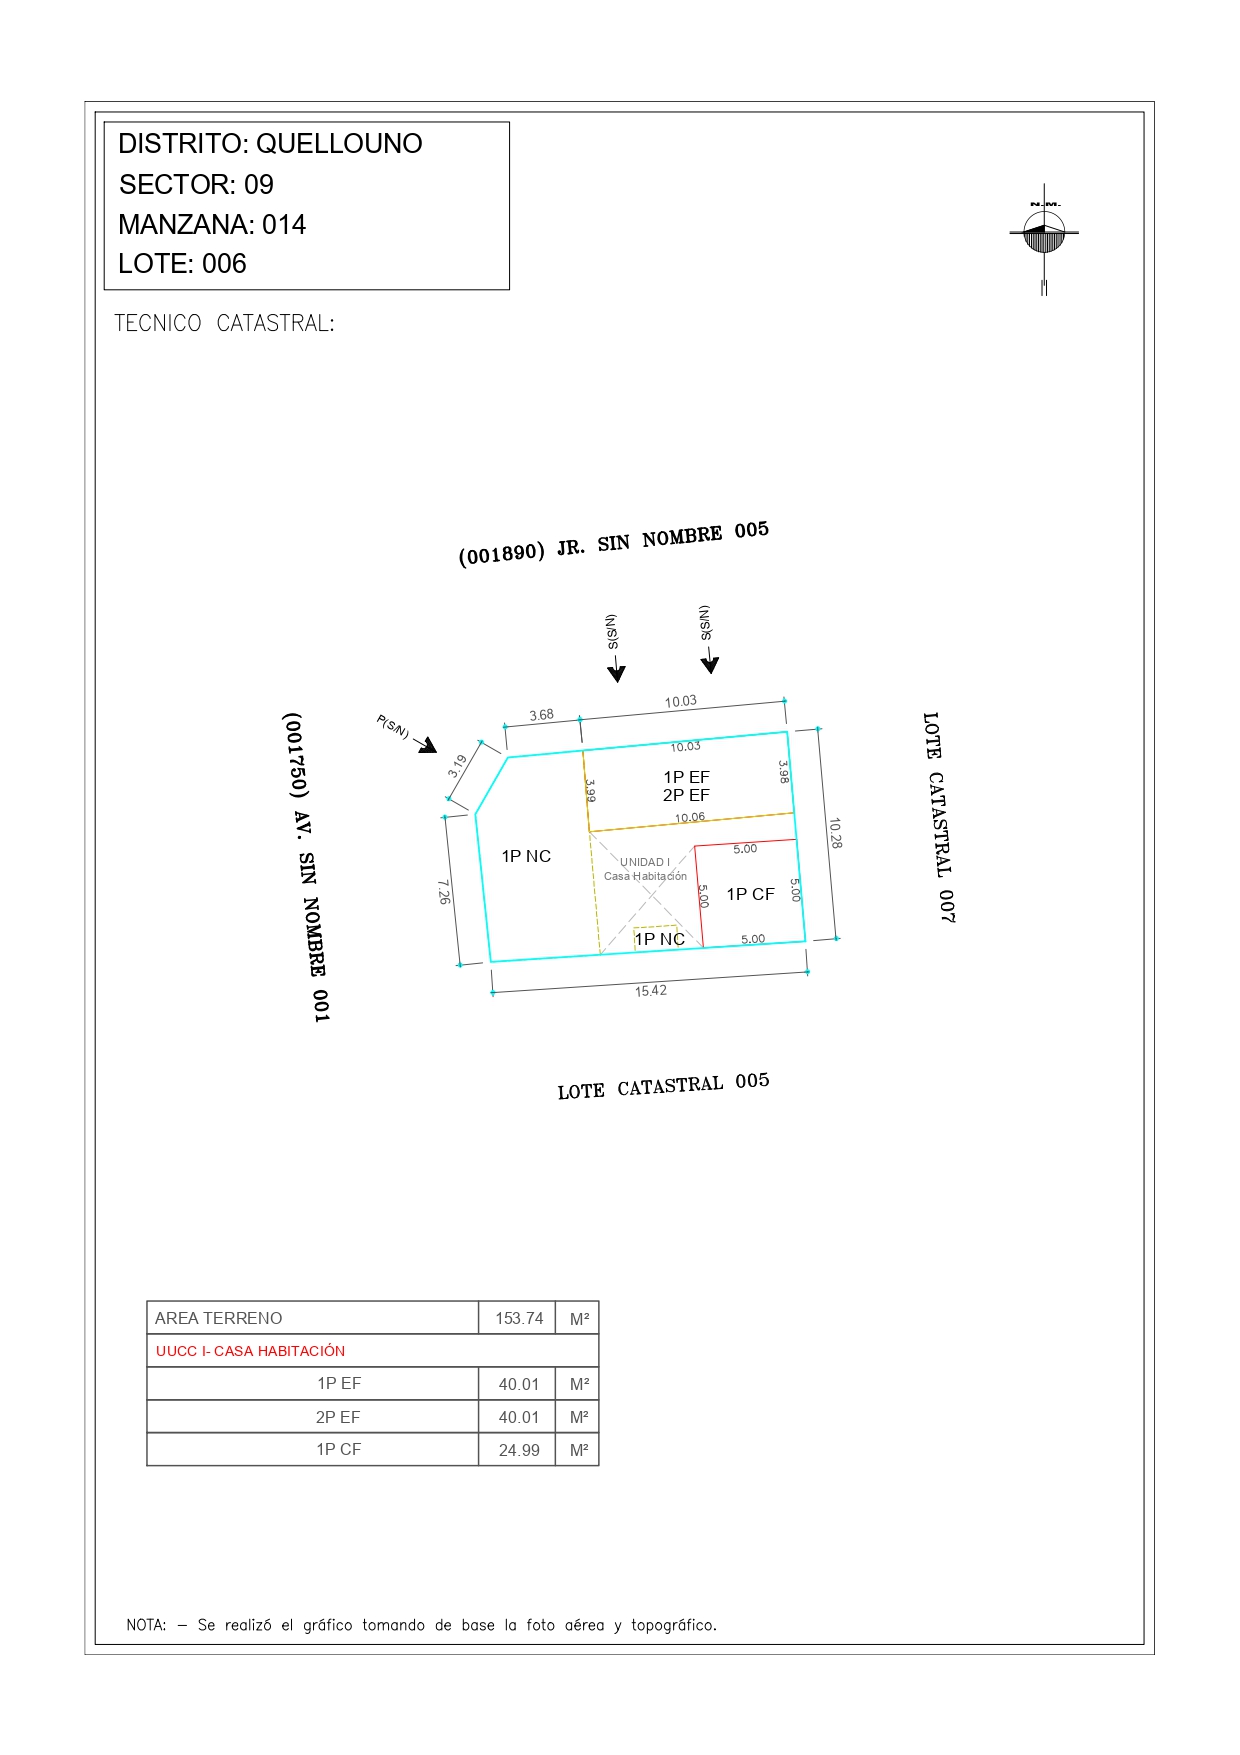 DISTRITO: QUELLOUNO
SECTOR: 09
MANZANA: 014
LOTE: 006
N.M.
TECNICO CATASTRAL:
(001890) JR. SIN NOMBRE 005
S(S/N)
S(S/N)
P(S/N)
(001750) AV. SIN NOMBRE 001
LOTE CATASTRAL 007
3.68
10.03
3.19
10.03
3.99
1P EF
2P EF
3.98
10.06
10.28
7.26
1P NC
UNIDAD I
Casa Habitación
5.00
5.00
1P CF
5.00
1P NC
5.00
15.42
LOTE CATASTRAL 005
AREA TERRENO 153.74 M²
UUCC I- CASA HABITACIÓN
1P EF 40.01 M²
2P EF 40.01 M²
1P CF 24.99 M²
NOTA: – Se realizó el gráfico tomando de base la foto aérea y topográfico.